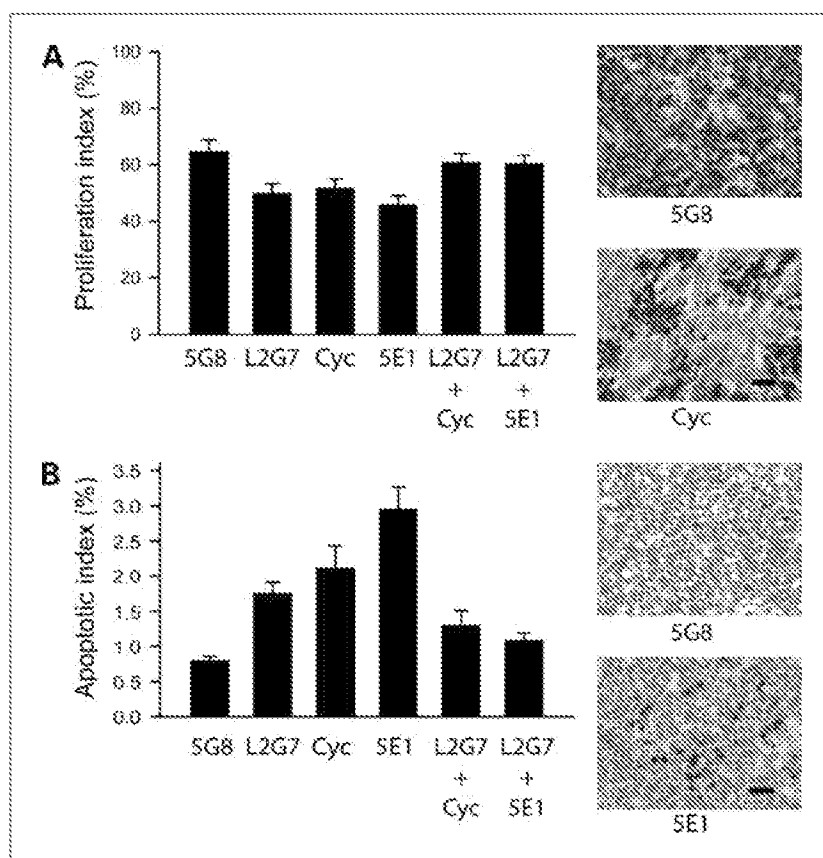 A
Proliferation index (%)
100
80
60
40
20
0
5G8 L2G7 Cyc 5E1 L2G7 + Cyc L2G7 + 5E1
5G8
Cyc
B
Apoptotic index (%)
3.5
3.0
2.5
2.0
1.5
1.0
0.5
0.0
5G8 L2G7 Cyc 5E1 L2G7 + Cyc L2G7 + 5E1
5G8
5E1